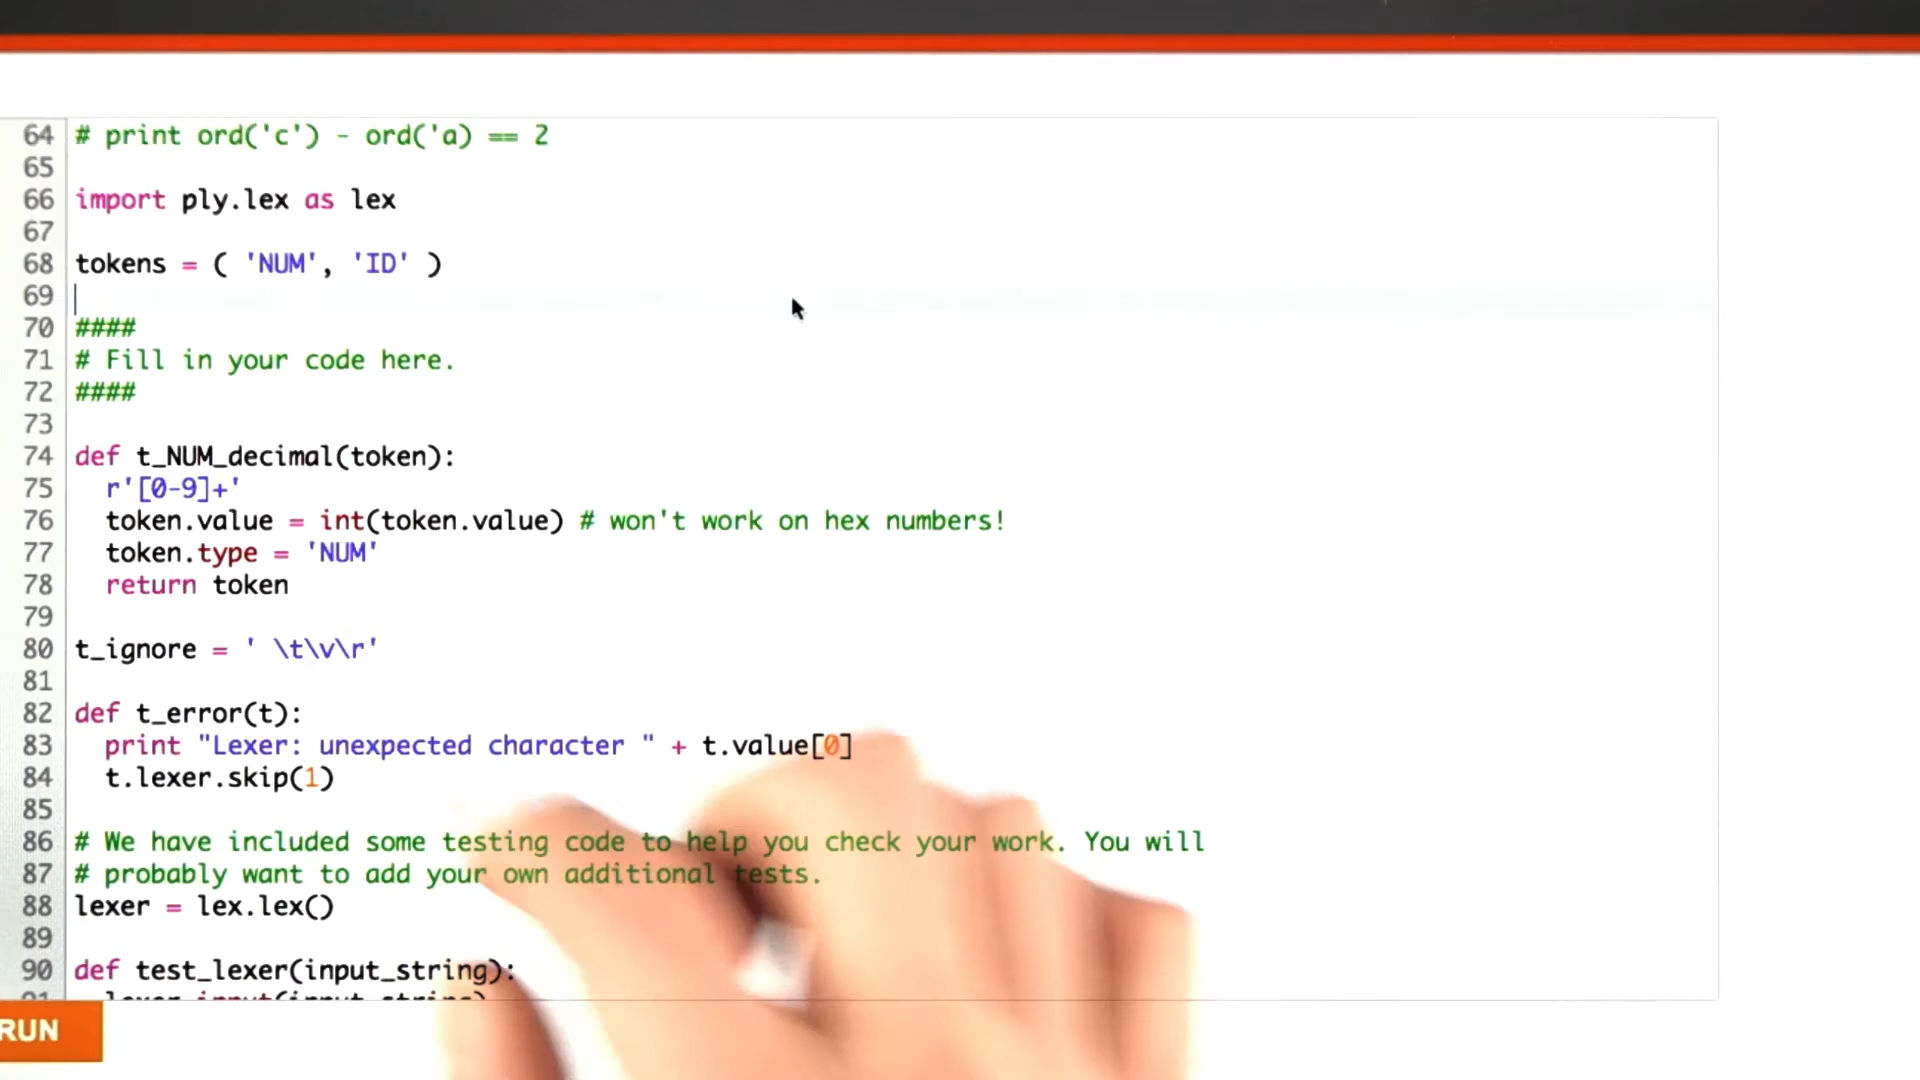 64 # print ord('c') - ord('a) == 2
65
66 import ply.lex as lex
67
68 tokens = ( 'NUM', 'ID' )
69
70 ####
71 # Fill in your code here.
72 ####
73
74 def t_NUM_decimal(token):
75 r'[0-9]+'
76 token.value = int(token.value) # won't work on hex numbers!
77 token.type = 'NUM'
78 return token
79
80 t_ignore = ' \t\v\r'
81
82 def t_error(t):
83 print "Lexer: unexpected character " + t.value[0]
84 t.lexer.skip(1)
85
86 # We have included some testing code to help you check your work. You will
87 # probably want to add your own additional tests.
88 lexer = lex.lex()
89
90 def test_lexer(input_string):
91 lexer.input(input_string)
RUN